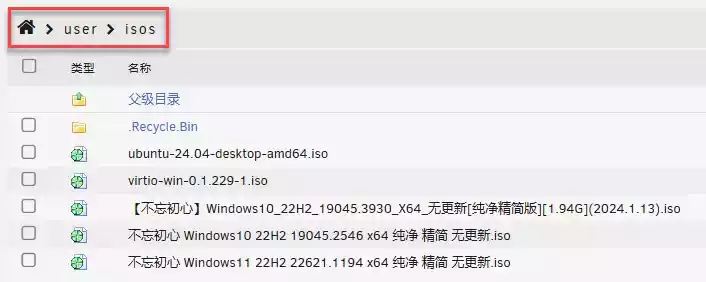 user isos
类型 名称
父级目录
.Recycle.Bin
ubuntu-24.04-desktop-amd64.iso
virtio-win-0.1.229-1.iso
【不忘初心】Windows10_22H2_19045.3930_X64_无更新[纯净精简版][1.94G](2024.1.13).iso
不忘初心 Windows10 22H2 19045.2546 x64 纯净 精简 无更新.iso
不忘初心 Windows11 22H2 22621.1194 x64 纯净 精简 无更新.iso